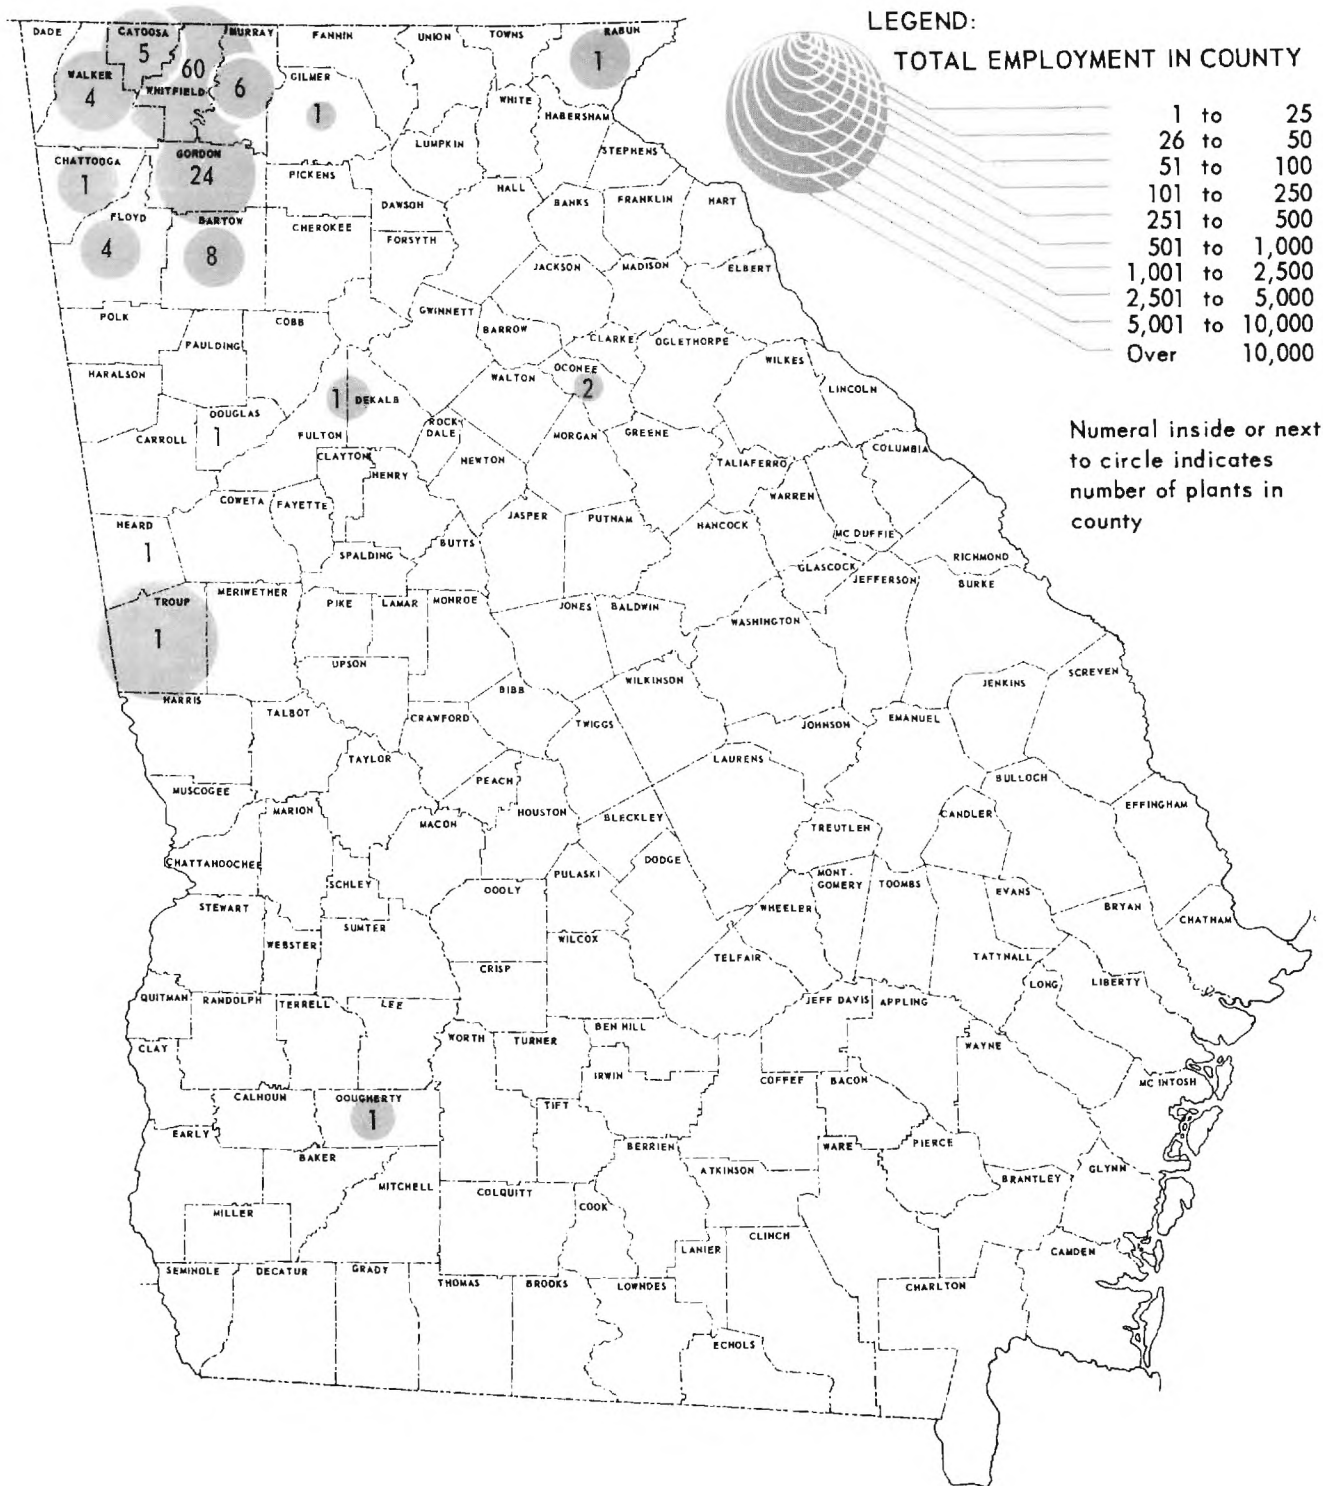 LEGEND:
TOTAL EMPLOYMENT IN COUNTY
1 to 25
26 to 50
51 to 100
101 to 250
251 to 500
501 to 1,000
1,001 to 2,500
2,501 to 5,000
5,001 to 10,000
Over 10,000
Numeral inside or next
to circle indicates
number of plants in
county
DADE
CATOOSA
5
MURRAY
6
FANNIN
UNION
TOWNS
RABUN
1
WALKER
4
60
WHITFIELD
GILMER
1
WHITE
HABERSHAM
LUMPKIN
STEPHENS
CHATTOOGA
1
GORDON
24
PICKENS
DAWSON
HALL
BANKS
FRANKLIN
HART
FLOYD
4
BARTOW
8
CHEROKEE
FORSYTH
JACKSON
MADISON
ELBERT
POLK
PAULDING
COBB
GWINNETT
BARROW
CLARKE
OGLETHORPE
HARALSON
WALTON
OCONEE
2
WILKES
LINCOLN
DOUGLAS
1
1
DEKALB
CARROLL
FULTON
ROCK
DALE
MORGAN
GREENE
CLAYTON
HENRY
NEWTON
TALIAFERRO
COLUMBIA
WARREN
COWETA
FAYETTE
JASPER
PUTNAM
HANCOCK
MC DUFFIE
HEARD
1
SPALDING
BUTTS
GLASCOCK
JEFFERSON
RICHMOND
BURKE
TROUP
1
MERIWETHER
PIKE
LAMAR
MONROE
JONES
BALDWIN
WASHINGTON
UPSON
BIBB
WILKINSON
JENKINS
SCREVEN
HARRIS
TALBOT
CRAWFORD
TWIGGS
JOHNSON
EMANUEL
TAYLOR
PEACH
LAURENS
BULLOCH
MUSCOGEE
MARION
MACON
HOUSTON
BLECKLEY
TREUTLEN
CANDLER
EFFINGHAM
CHATTAHOOCHEE
SCHLEY
DOOLY
PULASKI
DODGE
MONT-
GOMERY
TOOMBS
EVANS
STEWART
WEBSTER
SUMTER
WILCOX
WHEELER
BRYAN
CHATHAM
CRISP
TELFAIR
TATTNALL
QUITMAN
RANDOLPH
TERRELL
LEE
JEFF DAVIS
APPLING
LONG
LIBERTY
CLAY
WORTH
TURNER
BEN HILL
WAYNE
IRWIN
COFFEE
BACON
MC INTOSH
CALHOUN
DOUGHERTY
1
TIFT
EARLY
BAKER
BERRIEN
WARE
PIERCE
MITCHELL
COLQUITT
COOK
ATKINSON
BRANTLEY
GLYNN
MILLER
LANIER
CLINCH
CAMDEN
SEMINOLE
DECATUR
GRADY
THOMAS
BROOKS
LOWNDES
CHARLTON
ECHOLS